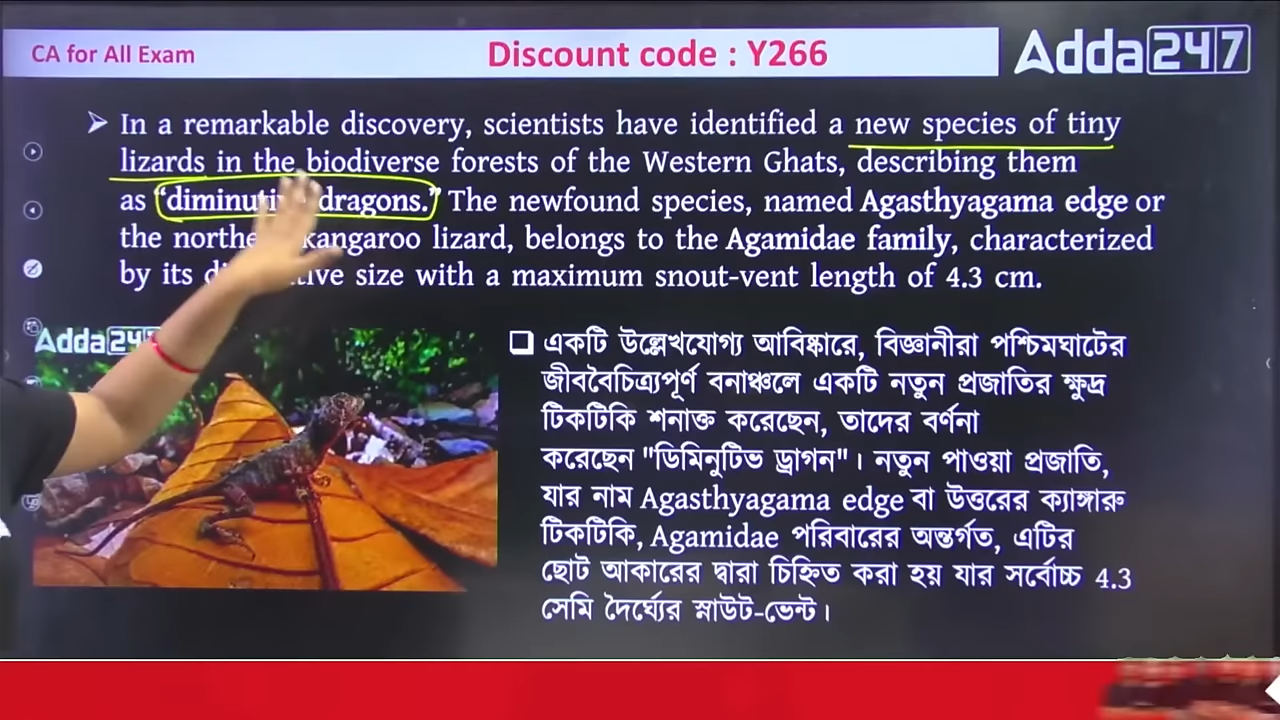 CA for All Exam
Discount code : Y266
Adda247
➤ In a remarkable discovery, scientists have identified a new species of tiny
lizards in the biodiverse forests of the Western Ghats, describing them
as "diminuti dragons." The newfound species, named Agasthyagama edge or
the northe kangaroo lizard, belongs to the Agamidae family, characterized
by its size with a maximum snout-vent length of 4.3 cm.
Adda247
❑ একটি উল্লেখযোগ্য আবিষ্কারে, বিজ্ঞানীরা পশ্চিমঘাটের
জীববৈচিত্র্যপূর্ণ বনাঞ্চলে একটি নতুন প্রজাতির ক্ষুদ্র
টিকটিকি শনাক্ত করেছেন, তাদের বর্ণনা
করেছেন "ডিমিনুটিভ ড্রাগন"। নতুন পাওয়া প্রজাতি,
যার নাম Agasthyagama edge বা উত্তরের ক্যাঙ্গারু
টিকটিকি, Agamidae পরিবারের অন্তর্গত, এটির
ছোট আকারের দ্বারা চিহ্নিত করা হয় যার সর্বোচ্চ 4.3
সেমি দৈর্ঘ্যের স্নাউট-ভেন্ট।